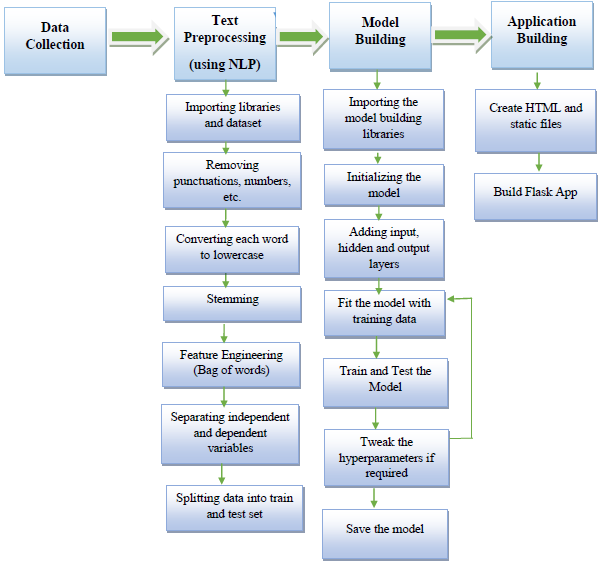 Data
Collection
Text
Preprocessing
(using NLP)
Model
Building
Application
Building
Importing libraries
and dataset
Removing
punctuations, numbers,
etc.
Converting each word
to lowercase
Stemming
Feature Engineering
(Bag of words)
Separating independent
and dependent
variables
Splitting data into train
and test set
Importing the
model building
libraries
Initializing the
model
Adding input,
hidden and output
layers
Fit the model with
training data
Train and Test the
Model
Tweak the
hyperparameters if
required
Save the model
Create HTML and
static files
Build Flask App